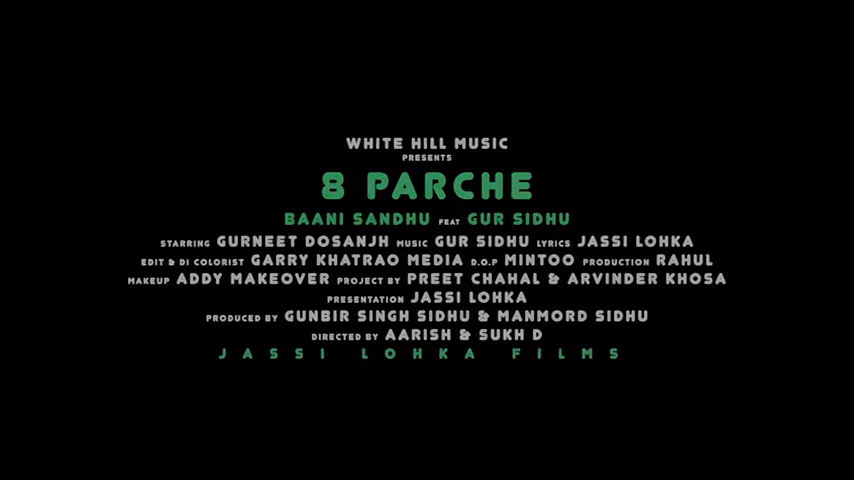 WHITE HILL MUSIC
PRESENTS
8 PARCHE
BAANI SANDHU FEAT GUR SIDHU
STARRING GURNEET DOSANJH MUSIC GUR SIDHU LYRICS JASSI LOHKA
EDIT & DI COLORIST GARRY KHATRAO MEDIA D.O.P MINTOO PRODUCTION RAHUL
MAKEUP ADDY MAKEOVER PROJECT BY PREET CHAHAL & ARVINDER KHOSA
PRESENTATION JASSI LOHKA
PRODUCED BY GUNBIR SINGH SIDHU & MANMORD SIDHU
DIRECTED BY AARISH & SUKH D
JASSI LOHKA FILMS